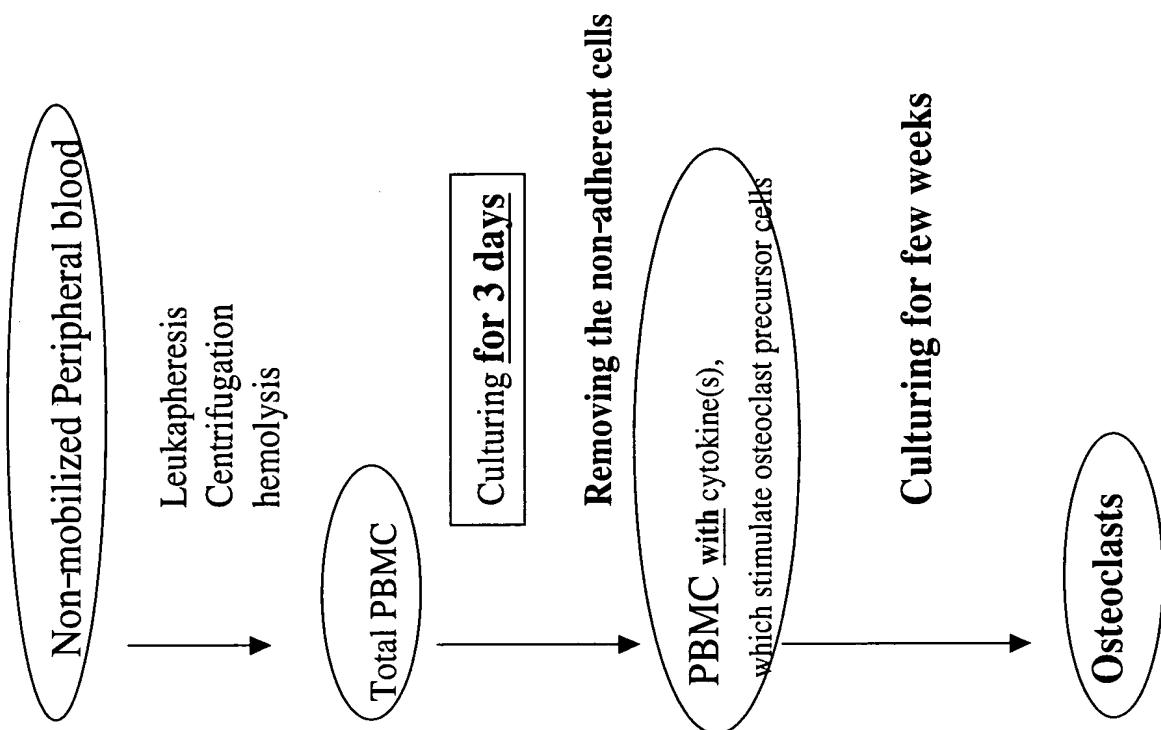 Non-mobilized Peripheral blood
Leukapheresis
Centrifugation
hemolysis
Total PBMC
Culturing for 3 days
Removing the non-adherent cells
PBMC with cytokine(s),
which stimulate osteoclast precursor cells
Culturing for few weeks
Osteoclasts